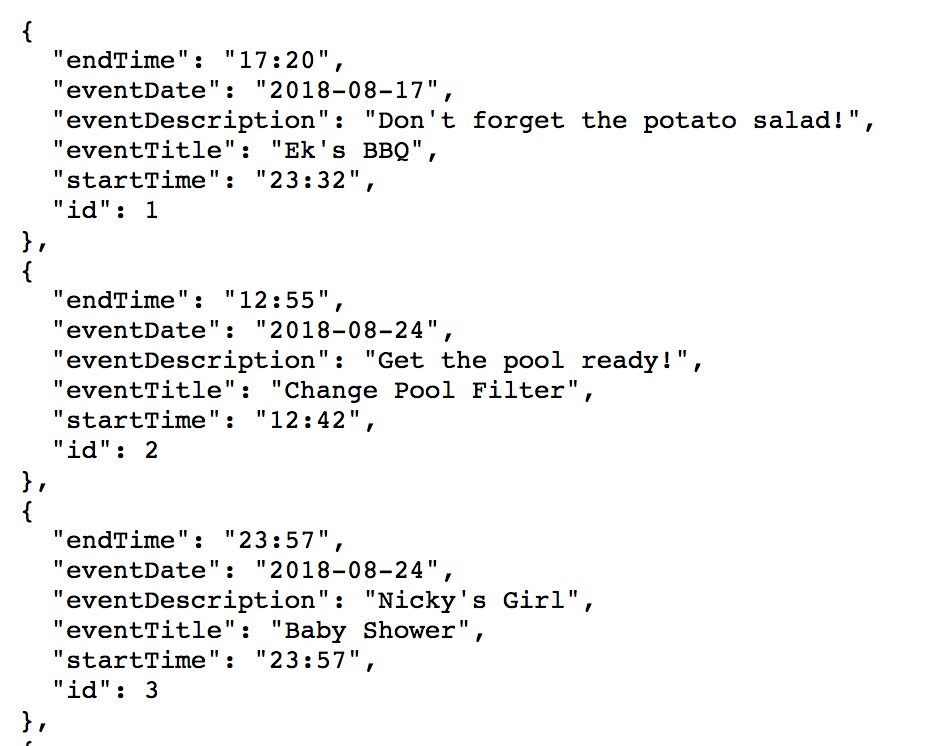 {
"endTime": "17:20",
"eventDate": "2018-08-17",
"eventDescription": "Don't forget the potato salad!",
"eventTitle": "Ek's BBQ",
"startTime": "23:32",
"id": 1
},
{
"endTime": "12:55",
"eventDate": "2018-08-24",
"eventDescription": "Get the pool ready!",
"eventTitle": "Change Pool Filter",
"startTime": "12:42",
"id": 2
},
{
"endTime": "23:57",
"eventDate": "2018-08-24",
"eventDescription": "Nicky's Girl",
"eventTitle": "Baby Shower",
"startTime": "23:57",
"id": 3
},
{